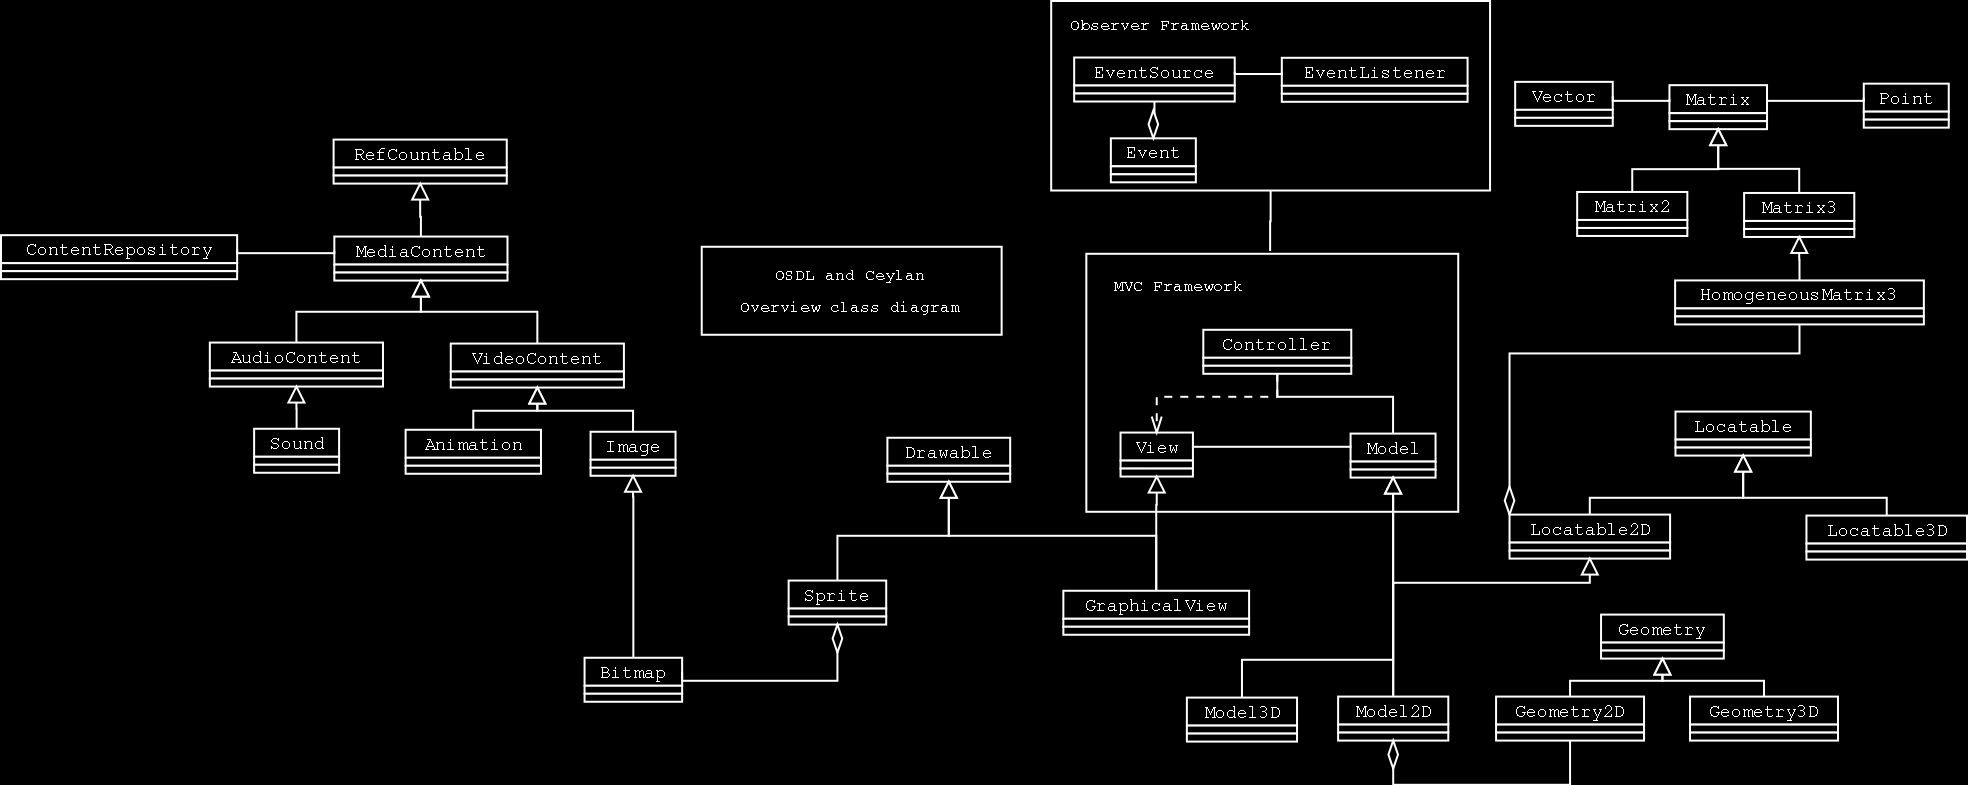 Observer Framework
EventSource
EventListener
Event
Vector
Matrix
Point
Matrix2
Matrix3
HomogeneousMatrix3
RefCountable
ContentRepository
MediaContent
AudioContent
VideoContent
Sound
Animation
Image
OSDL and Ceylan
Overview class diagram
MVC Framework
Controller
View
Model
Drawable
Locatable
Locatable2D
Locatable3D
Sprite
GraphicalView
Bitmap
Geometry
Model3D
Model2D
Geometry2D
Geometry3D